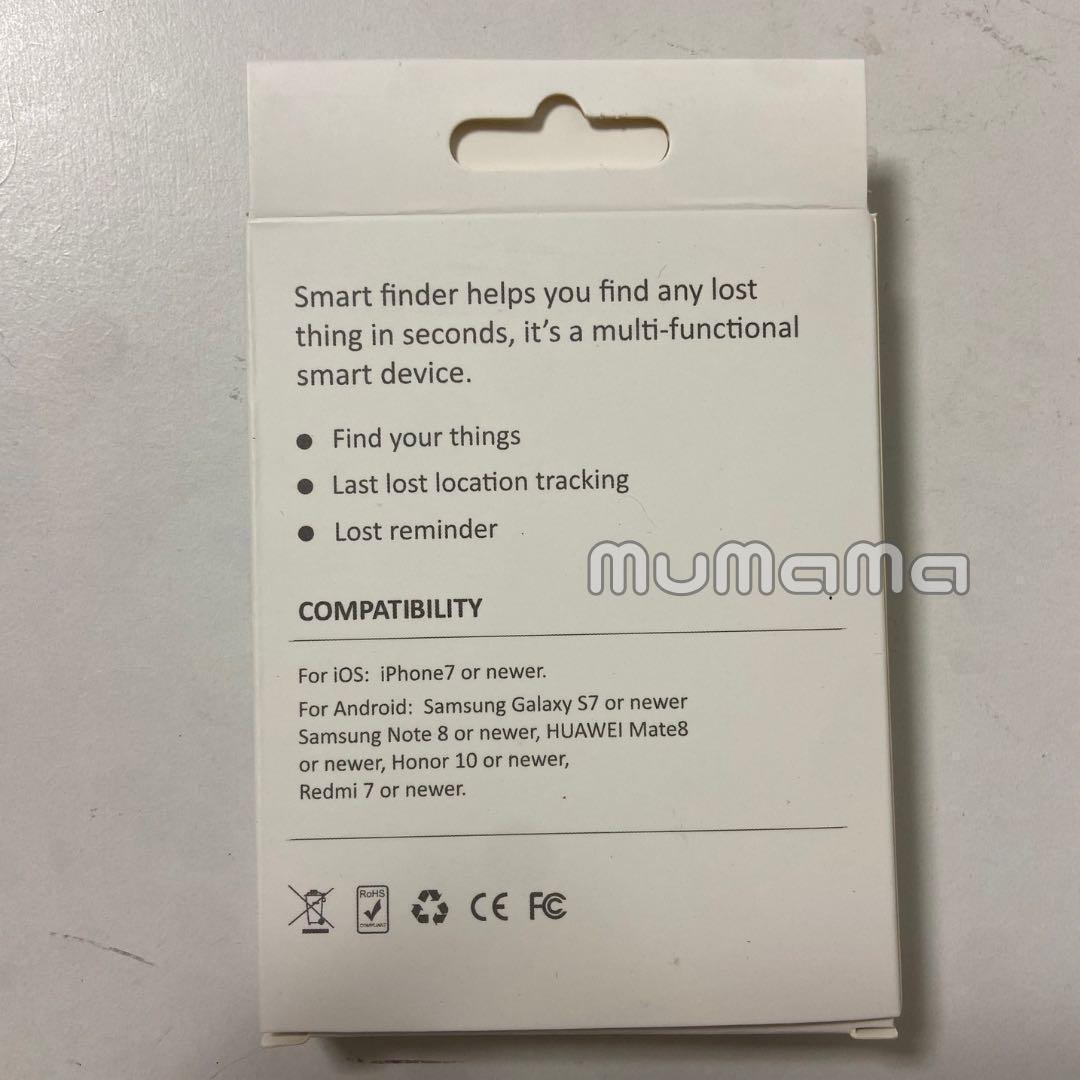 Smart finder helps you find any lost
thing in seconds, it's a multi-functional
smart device.
● Find your things
● Last lost location tracking
● Lost reminder
MuMaMa
COMPATIBILITY
For iOS: iPhone7 or newer.
For Android: Samsung Galaxy S7 or newer
Samsung Note 8 or newer, HUAWEI Mate8
or newer, Honor 10 or newer,
Redmi 7 or newer.
RoHS
COMPLIANT
CE FC